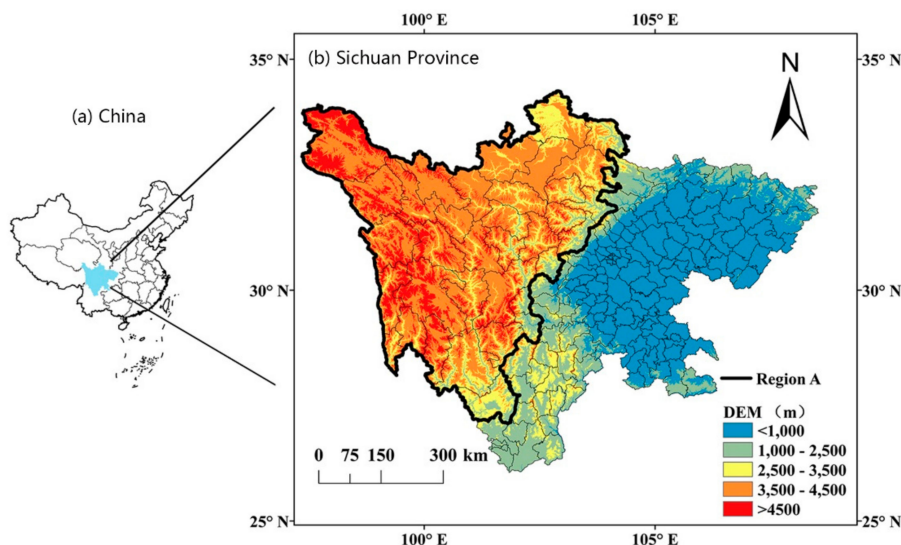 100° E 105° E
35° N 35° N
(b) Sichuan Province
N
(a) China
30° N 30° N
Region A
DEM （m）
<1,000
1,000 - 2,500
2,500 - 3,500
3,500 - 4,500
>4500
0 75 150 300 km
25° N 25° N
100° E 105° E